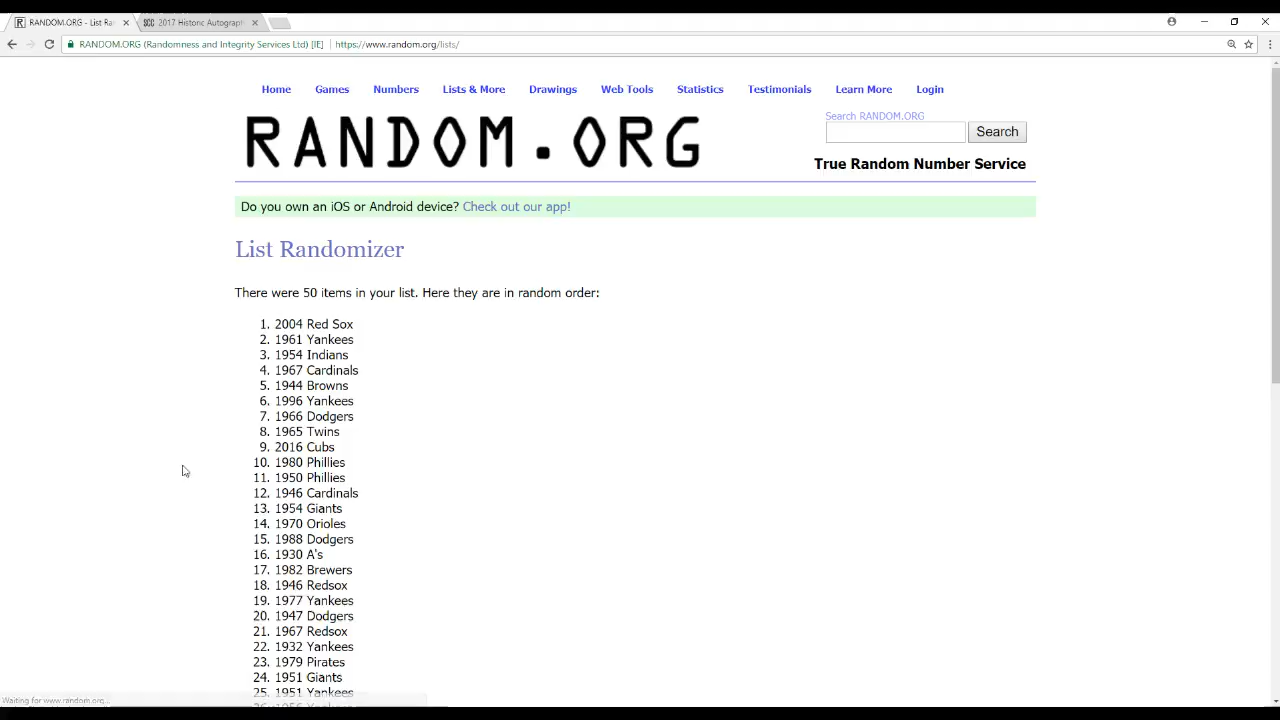 RANDOM.ORG - List Ra
2017 Historic Autograph
RANDOM.ORG (Randomness and Integrity Services Ltd) [IE]
https://www.random.org/lists/
Home Games Numbers Lists & More Drawings Web Tools Statistics Testimonials Learn More Login
RANDOM.ORG
Search RANDOM.ORG
Search
True Random Number Service
Do you own an iOS or Android device? Check out our app!
List Randomizer
There were 50 items in your list. Here they are in random order:
1. 2004 Red Sox
2. 1961 Yankees
3. 1954 Indians
4. 1967 Cardinals
5. 1944 Browns
6. 1996 Yankees
7. 1966 Dodgers
8. 1965 Twins
9. 2016 Cubs
10. 1980 Phillies
11. 1950 Phillies
12. 1946 Cardinals
13. 1954 Giants
14. 1970 Orioles
15. 1988 Dodgers
16. 1930 A's
17. 1982 Brewers
18. 1946 Redsox
19. 1977 Yankees
20. 1947 Dodgers
21. 1967 Redsox
22. 1932 Yankees
23. 1979 Pirates
24. 1951 Giants
25. 1951 Yankees
Waiting for www.random.org...